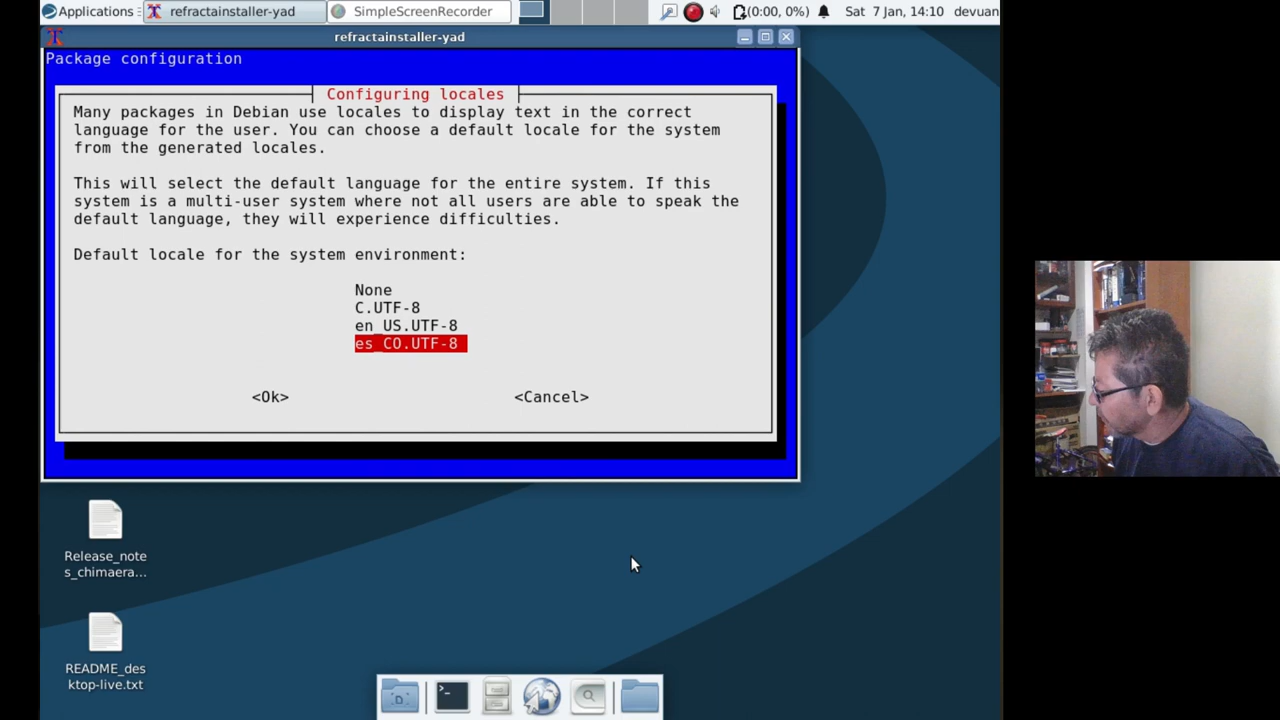 Applications
refractainstaller-yad
SimpleScreenRecorder
(0:00, 0%)
Sat 7 Jan, 14:10
devuan
refractainstaller-yad
Package configuration
Configuring locales
Many packages in Debian use locales to display text in the correct
language for the user. You can choose a default locale for the system
from the generated locales.
This will select the default language for the entire system. If this
system is a multi-user system where not all users are able to speak the
default language, they will experience difficulties.
Default locale for the system environment:
None
C.UTF-8
en_US.UTF-8
es_CO.UTF-8
<Ok>
<Cancel>
Release_note
s_chimaera...
README_des
ktop-live.txt